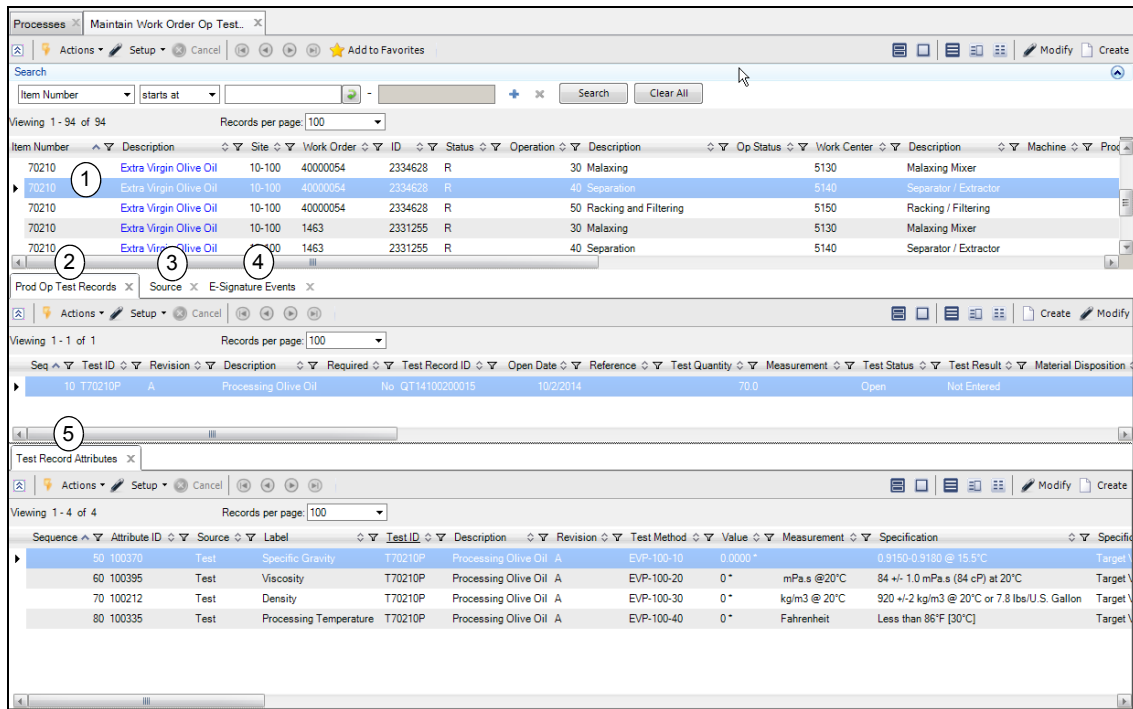 Processes Maintain Work Order Op Test..
Actions Setup Cancel Add to Favorites Modify Create
Search
Item Number starts at - Search Clear All
Viewing 1 - 94 of 94 Records per page: 100
Item Number Description Site Work Order ID Status Operation Description Op Status Work Center Description Machine Proc
70210 Extra Virgin Olive Oil 10-100 40000054 2334628 R 30 Malaxing 5130 Malaxing Mixer
1
70210 Extra Virgin Olive Oil 10-100 40000054 2334628 R 40 Separation 5140 Separator / Extractor
70210 Extra Virgin Olive Oil 10-100 40000054 2334628 R 50 Racking and Filtering 5150 Racking / Filtering
70210 Extra Virgin Olive Oil 10-100 1463 2331255 R 30 Malaxing 5130 Malaxing Mixer
70210 Extra Virgin Olive Oil 10-100 1463 2331255 R 40 Separation 5140 Separator / Extractor
2 3 4
Prod Op Test Records Source E-Signature Events
Actions Setup Cancel Create Modify
Viewing 1 - 1 of 1 Records per page: 100
Seq Test ID Revision Description Required Test Record ID Open Date Reference Test Quantity Measurement Test Status Test Result Material Disposition
10 T70210P A Processing Olive Oil No QT14100200015 10/2/2014 70.0 Open Not Entered
5
Test Record Attributes
Actions Setup Cancel Modify Create
Viewing 1 - 4 of 4 Records per page: 100
Sequence Attribute ID Source Label Test ID Description Revision Test Method Value Measurement Specification Specific
50 100370 Test Specific Gravity T70210P Processing Olive Oil A EVP-100-10 0.0000 * 0.9150-0.9180 @ 15.5°C Target
60 100395 Test Viscosity T70210P Processing Olive Oil A EVP-100-20 0 * mPa.s @20°C 84 +/- 1.0 mPa.s (84 cP) at 20°C Target
70 100212 Test Density T70210P Processing Olive Oil A EVP-100-30 0 * kg/m3 @ 20°C 920 +/-2 kg/m3 @ 20°C or 7.8 lbs/U.S. Gallon Target
80 100335 Test Processing Temperature T70210P Processing Olive Oil A EVP-100-40 0 * Fahrenheit Less than 86°F [30°C] Target